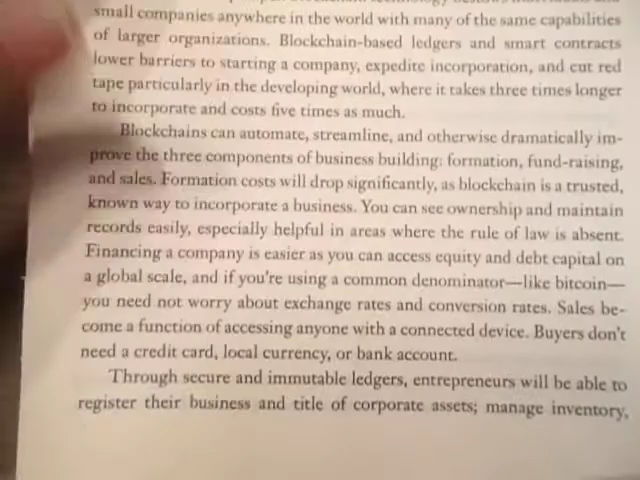 small companies anywhere in the world with many of the same capabilities
of larger organizations. Blockchain-based ledgers and smart contracts
lower barriers to starting a company, expedite incorporation, and cut red
tape particularly in the developing world, where it takes three times longer
to incorporate and costs five times as much.
Blockchains can automate, streamline, and otherwise dramatically im-
prove the three components of business building: formation, fund-raising,
and sales. Formation costs will drop significantly, as blockchain is a trusted,
known way to incorporate a business. You can see ownership and maintain
records easily, especially helpful in areas where the rule of law is absent.
Financing a company is easier as you can access equity and debt capital on
a global scale, and if you're using a common denominator—like bitcoin—
you need not worry about exchange rates and conversion rates. Sales be-
come a function of accessing anyone with a connected device. Buyers don't
need a credit card, local currency, or bank account.
Through secure and immutable ledgers, entrepreneurs will be able to
register their business and title of corporate assets; manage inventory,